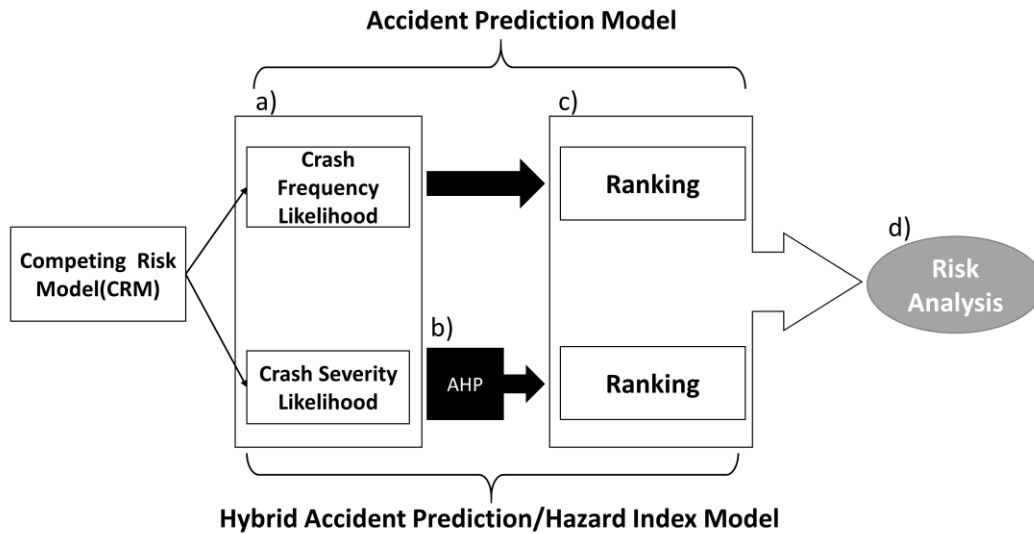 Accident Prediction Model
a)
c)
Crash
Frequency
Likelihood
Ranking
Competing Risk
Model(CRM)
d)
Risk
Analysis
b)
Crash Severity
Likelihood
AHP
Ranking
Hybrid Accident Prediction/Hazard Index Model